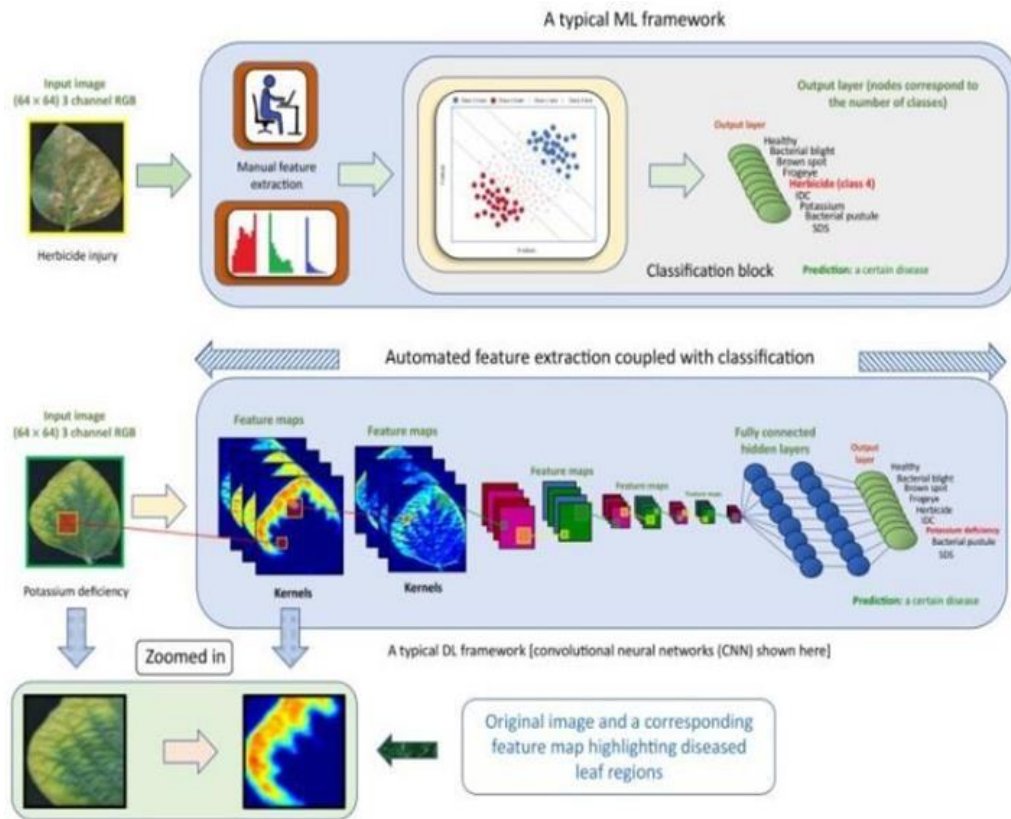 A typical ML framework
Input image
(64 × 64) 3 channel RGB
Herbicide injury
Manual feature
extraction
Output layer (nodes correspond to
the number of classes)
Output layer
Healthy
Bacterial blight
Brown spot
Frogeye
Herbicide (class 4)
IDC
Potassium
Bacterial pustule
SDS
Classification block
Prediction: a certain disease
Automated feature extraction coupled with classification
Input image
(64 × 64) 3 channel RGB
Potassium deficiency
Feature maps
Feature maps
Feature maps
Feature maps
Feature maps
Kernels
Kernels
Fully connected
hidden layers
Output
layer
Healthy
Bacterial blight
Brown spot
Frogeye
Herbicide
IDC
Potassium deficiency
Bacterial pustule
SDS
Prediction: a certain disease
A typical DL framework [convolutional neural networks (CNN) shown here]
Zoomed in
Original image and a corresponding
feature map highlighting diseased
leaf regions